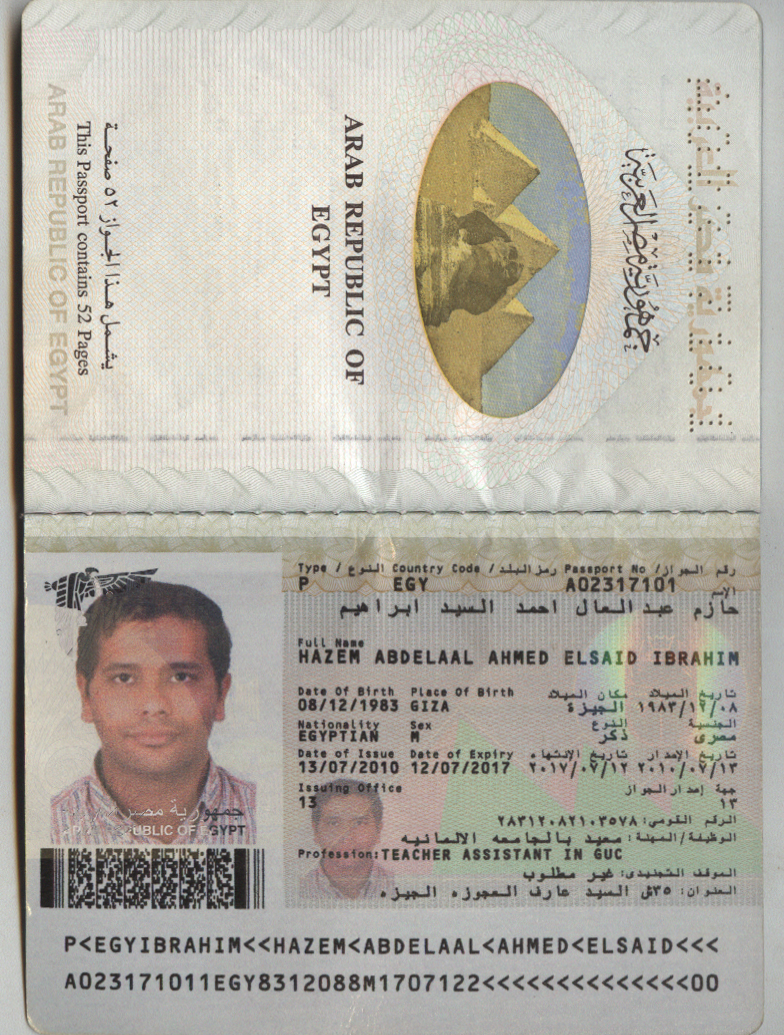 جمهورية مصر العربية
جمهورية مصر العربية
ARAB REPUBLIC OF
EGYPT
يشمل هذا الجواز ٥٢ صفحة
This Passport contains 52 Pages
ARAB REPUBLIC OF EGYPT
Type / النوع Country Code / رمز البلد Passport No / رقم الجواز
P EGY A02317101
الإسم
حازم عبد العال احمد السيد ابراهيم
Full Name
HAZEM ABDELAAL AHMED ELSAID IBRAHIM
Date Of Birth Place Of Birth مكان الميلاد تاريخ الميلاد
08/12/1983 GIZA الجيزة ١٩٨٣/١٢/٠٨
Nationality Sex النوع الجنسية
EGYPTIAN M ذكر مصرى
Date of Issue Date of Expiry تاريخ الإنتهاء تاريخ الإصدار
13/07/2010 12/07/2017 ٢٠١٧/٠٧/١٢ ٢٠١٠/٠٧/١٣
Issuing Office جهة إصدار الجواز
13 ١٣
الرقم القومى: ٢٨٣١٢٠٨٢١٠٣٥٧٨
الوظيفة/المهنة: معيد بالجامعه الالمانيه
Profession:TEACHER ASSISTANT IN GUC
الموقف التجنيدى: غير مطلوب
العنوان: ٣٥ش السيد عارف العجوزه الجيزه
جمهورية مصر
UBLIC OF EGYPT
P<EGYIBRAHIM<<HAZEM<ABDELAAL<AHMED<ELSAID<<<
A023171011EGY8312088M1707122<<<<<<<<<<<<<<00